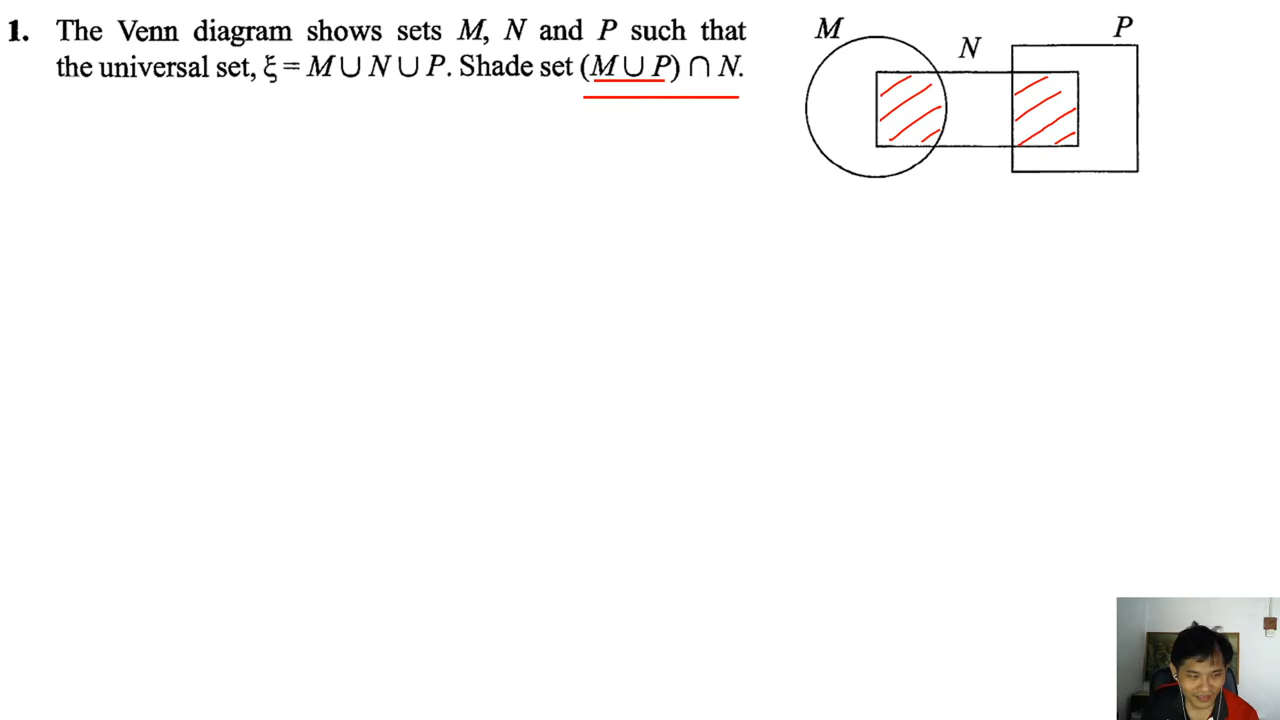 1. The Venn diagram shows sets M, N and P such that
the universal set, ξ = M ∪ N ∪ P. Shade set (M ∪ P) ∩ N.
M
N
P